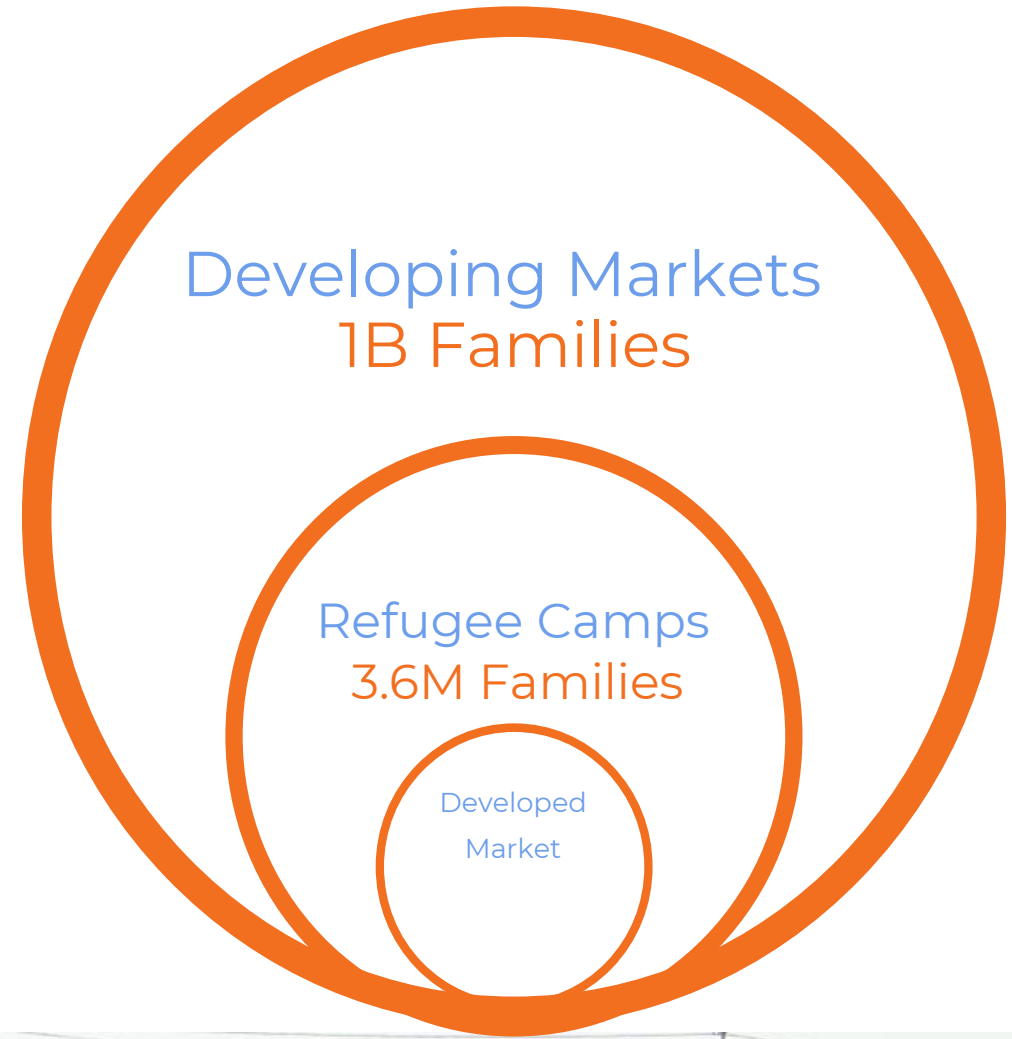 Developing Markets
1B Families
Refugee Camps
3.6M Families
Developed
Market